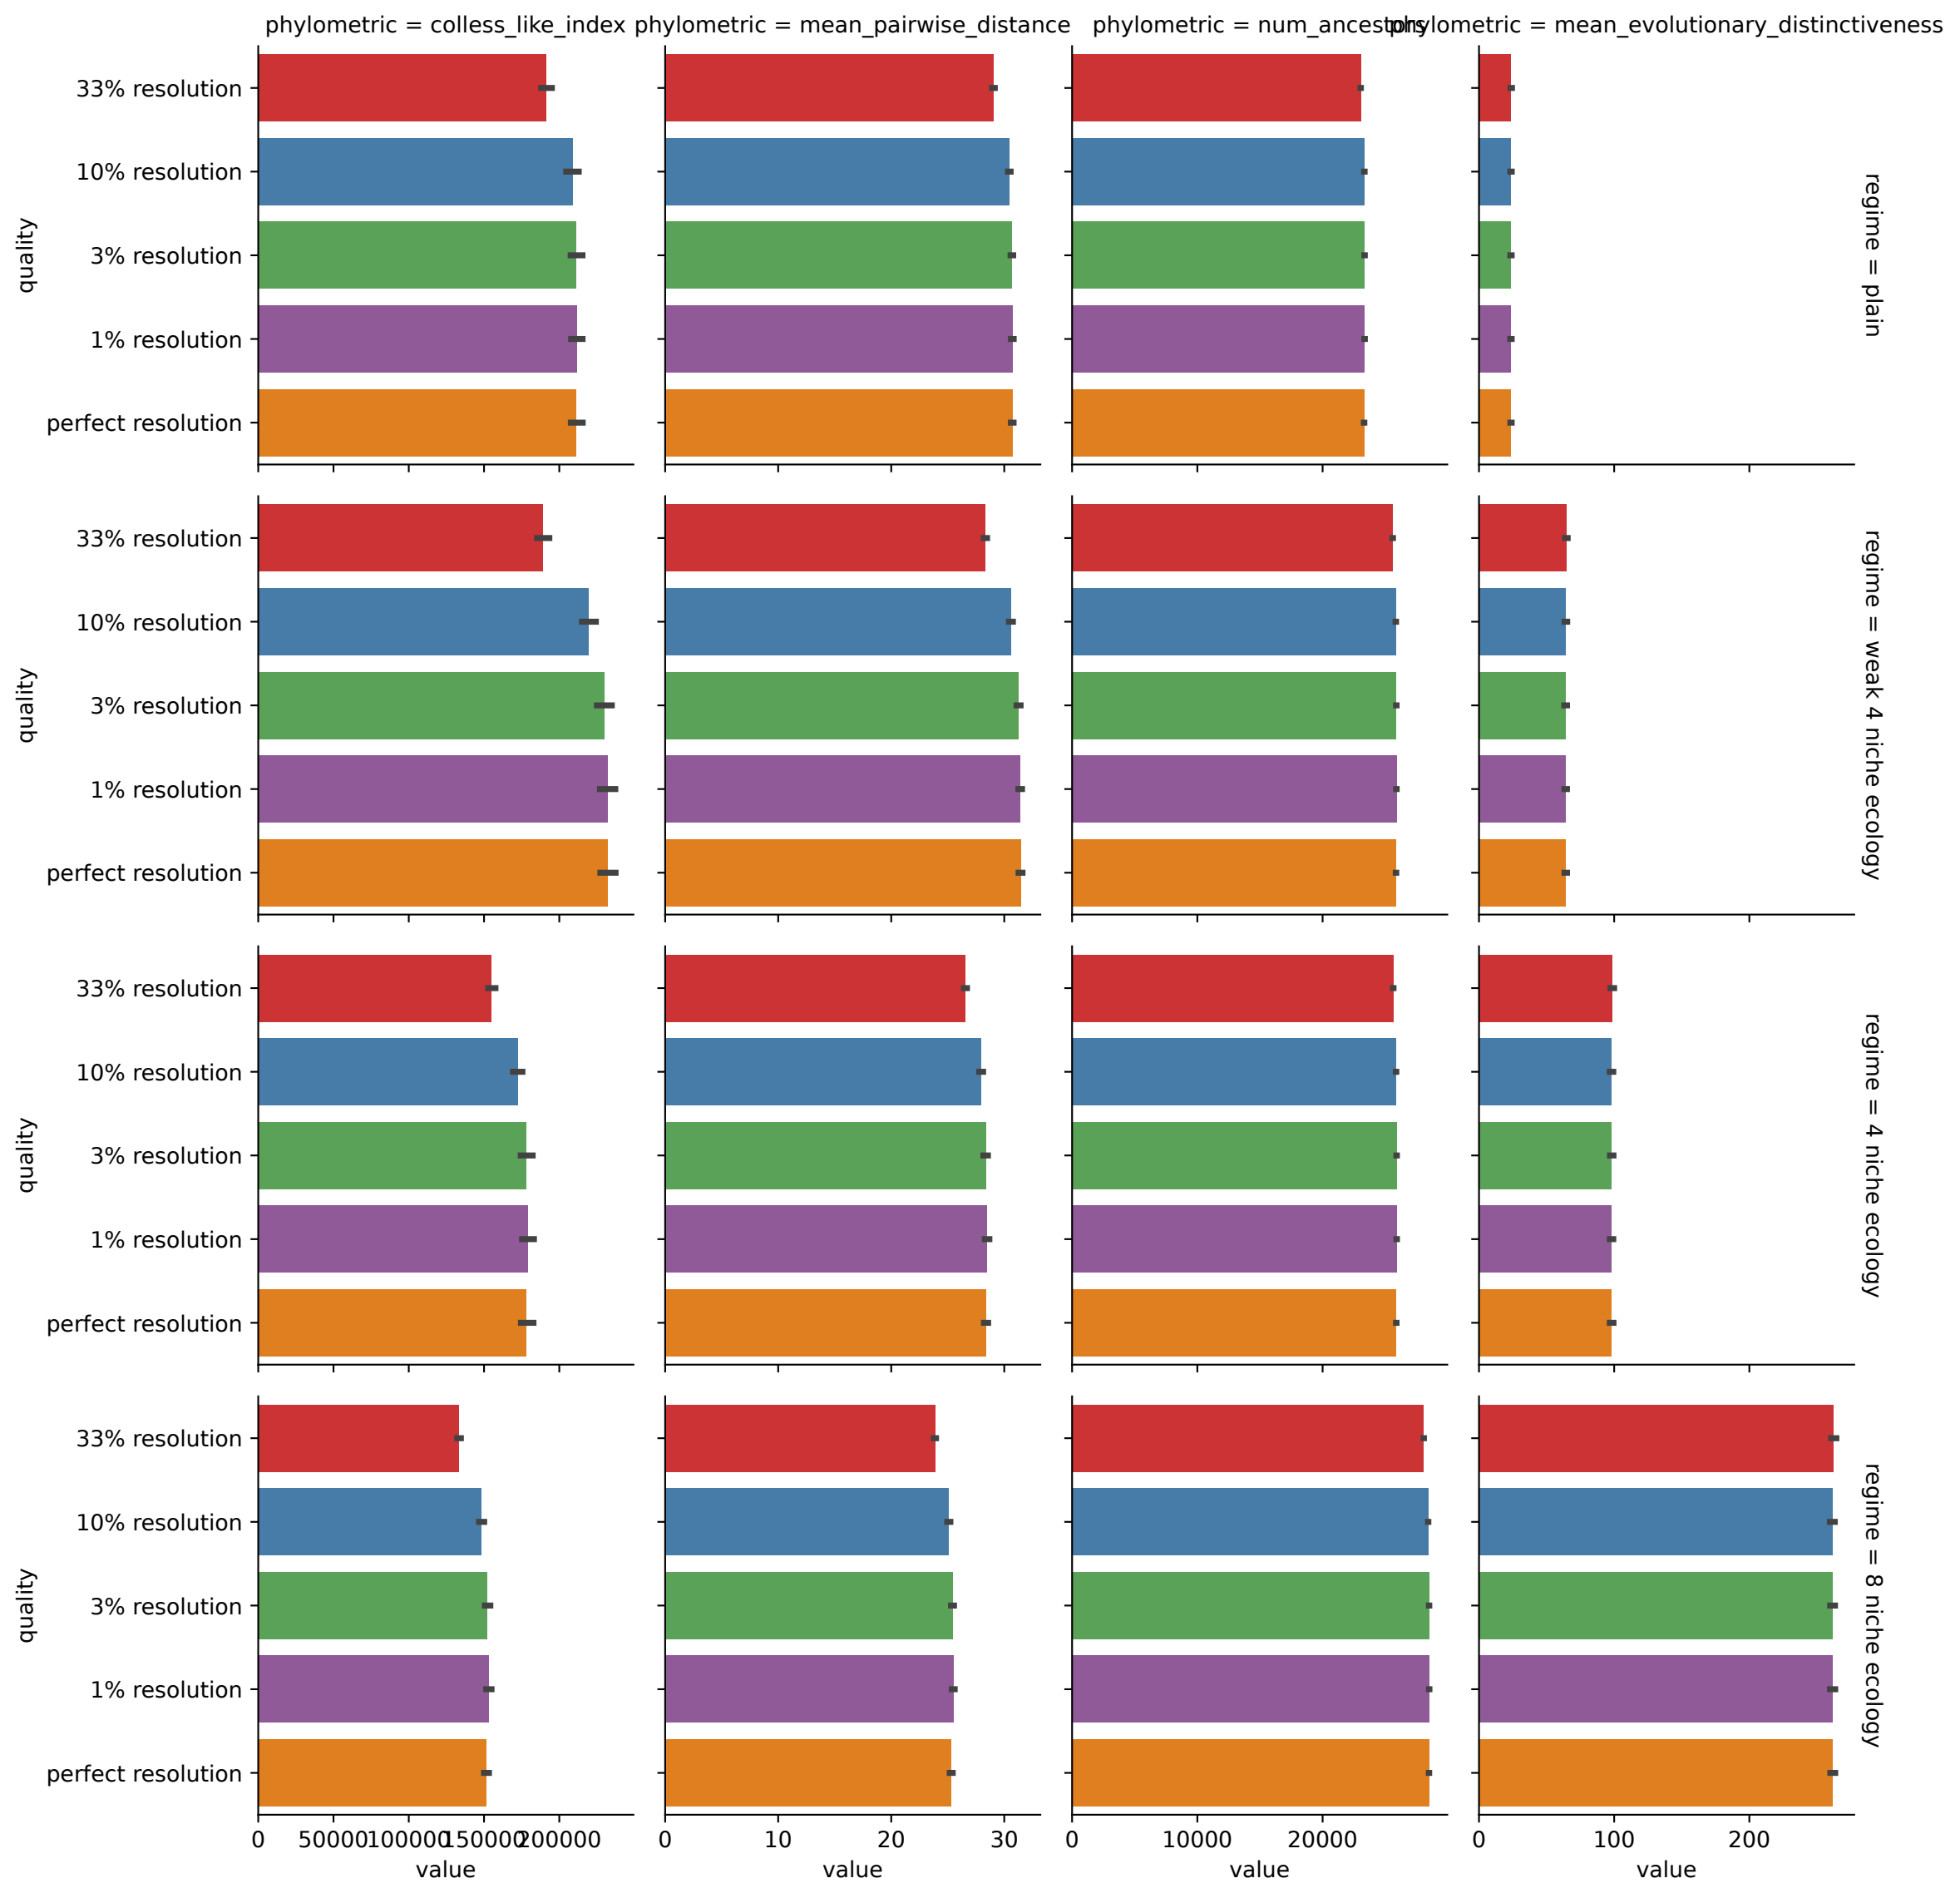 phylometric = colless_like_index
phylometric = mean_pairwise_distance
phylometric = num_ancestors
phylometric = mean_evolutionary_distinctiveness
quality
33% resolution
10% resolution
3% resolution
1% resolution
perfect resolution
regime = plain
quality
33% resolution
10% resolution
3% resolution
1% resolution
perfect resolution
regime = weak 4 niche ecology
quality
33% resolution
10% resolution
3% resolution
1% resolution
perfect resolution
regime = 4 niche ecology
quality
33% resolution
10% resolution
3% resolution
1% resolution
perfect resolution
regime = 8 niche ecology
0 50000 100000 150000 200000
0 10 20 30
0 10000 20000
0 100 200
value
value
value
value